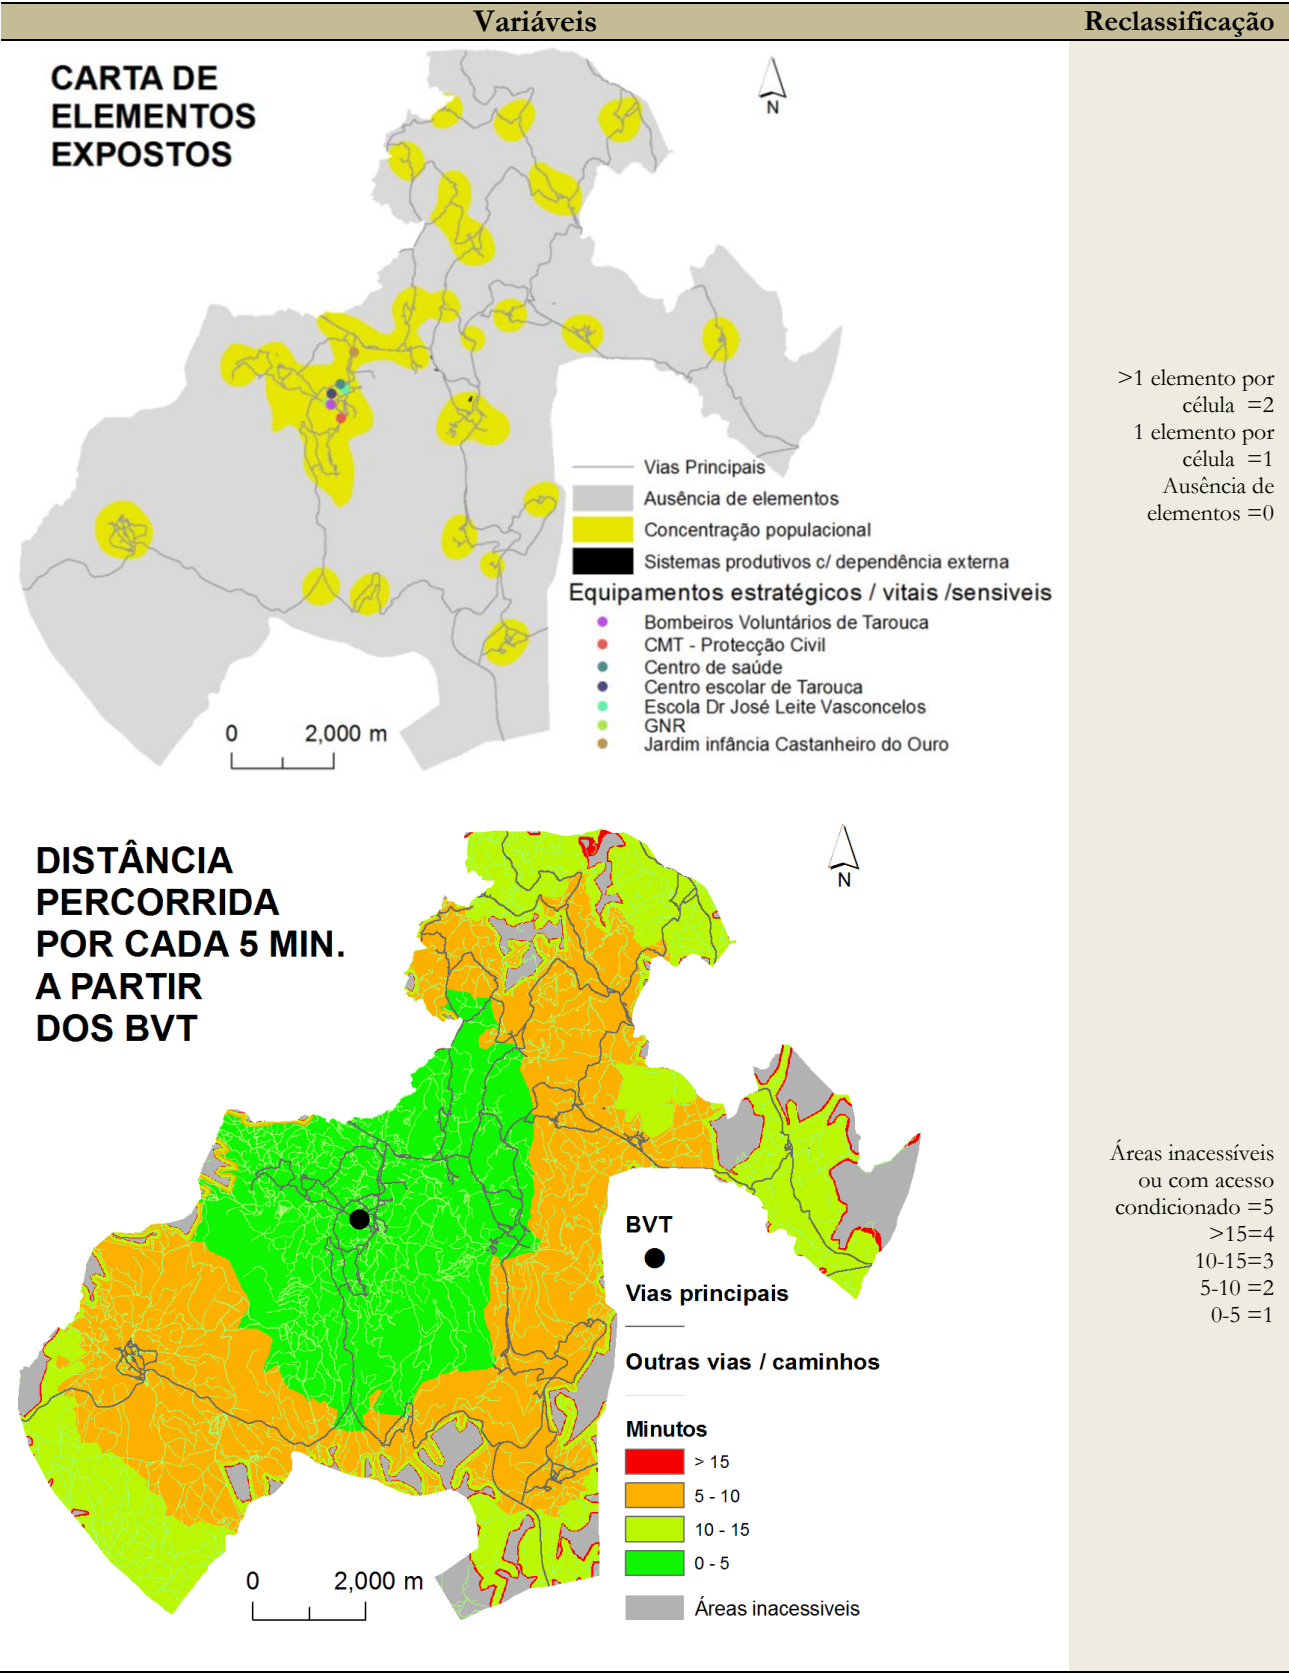 Variáveis
Reclassificação
CARTA DE
ELEMENTOS
EXPOSTOS
N
Vias Principais
Ausência de elementos
Concentração populacional
Sistemas produtivos c/ dependência externa
Equipamentos estratégicos / vitais /sensiveis
Bombeiros Voluntários de Tarouca
CMT - Protecção Civil
Centro de saúde
Centro escolar de Tarouca
Escola Dr José Leite Vasconcelos
GNR
Jardim infância Castanheiro do Ouro
0 2,000 m
>1 elemento por
célula =2
1 elemento por
célula =1
Ausência de
elementos =0
DISTÂNCIA
PERCORRIDA
POR CADA 5 MIN.
A PARTIR
DOS BVT
N
BVT
Vias principais
Outras vias / caminhos
Minutos
> 15
5 - 10
10 - 15
0 - 5
Áreas inacessiveis
0 2,000 m
Áreas inacessíveis
ou com acesso
condicionado =5
>15=4
10-15=3
5-10 =2
0-5 =1